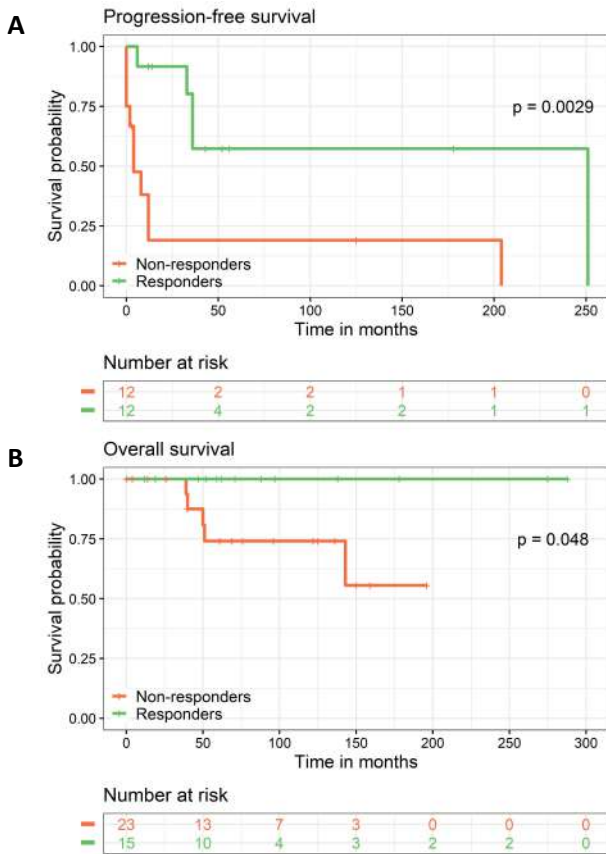 A
Progression-free survival
1.00
0.75
0.50
0.25
0.00
Survival probability
p = 0.0029
Non-responders
Responders
0 50 100 150 200 250
Time in months
Number at risk
12 2 2 1 1 0
12 4 2 2 1 1
B
Overall survival
1.00
0.75
0.50
0.25
0.00
Survival probability
p = 0.048
Non-responders
Responders
0 50 100 150 200 250 300
Time in months
Number at risk
23 13 7 3 0 0 0
15 10 4 3 2 2 0